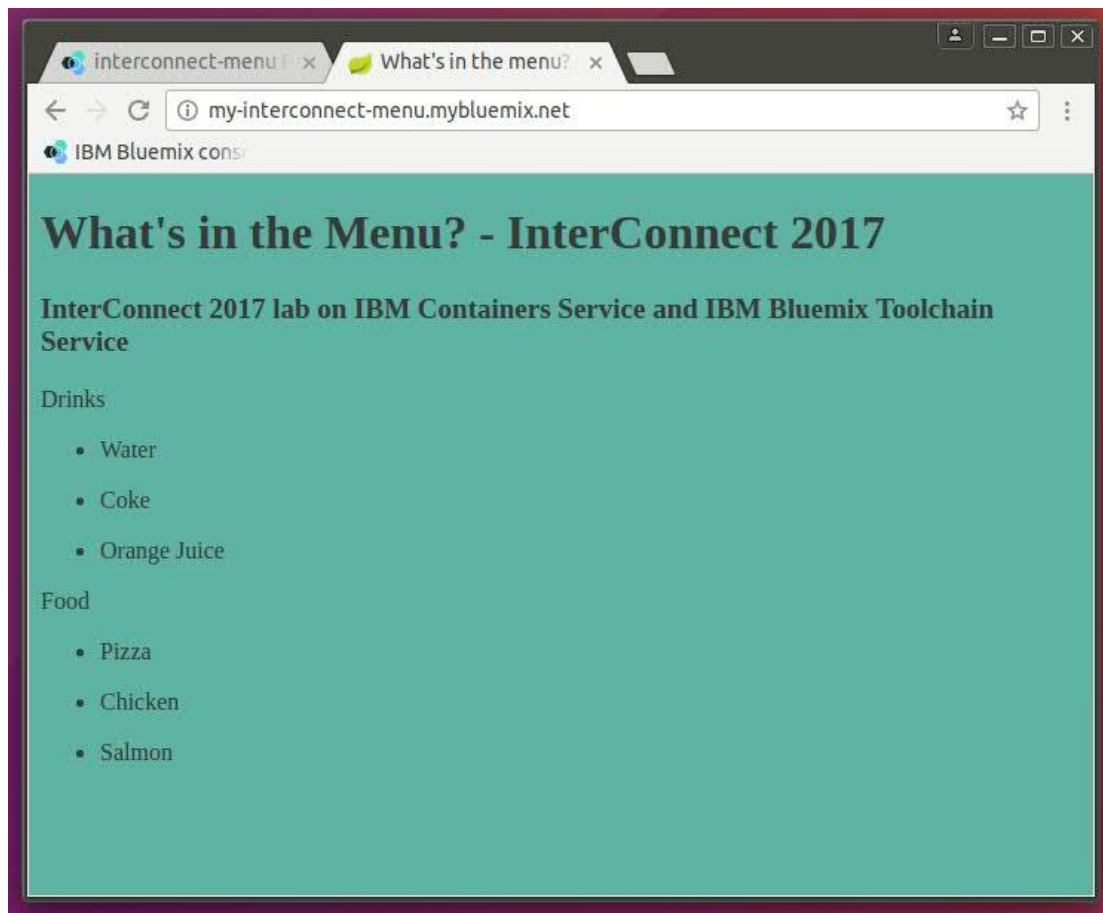 interconnect-menu
What's in the menu?
my-interconnect-menu.mybluemix.net
IBM Bluemix cons
What's in the Menu? - InterConnect 2017
InterConnect 2017 lab on IBM Containers Service and IBM Bluemix Toolchain
Service
Drinks
• Water
• Coke
• Orange Juice
Food
• Pizza
• Chicken
• Salmon